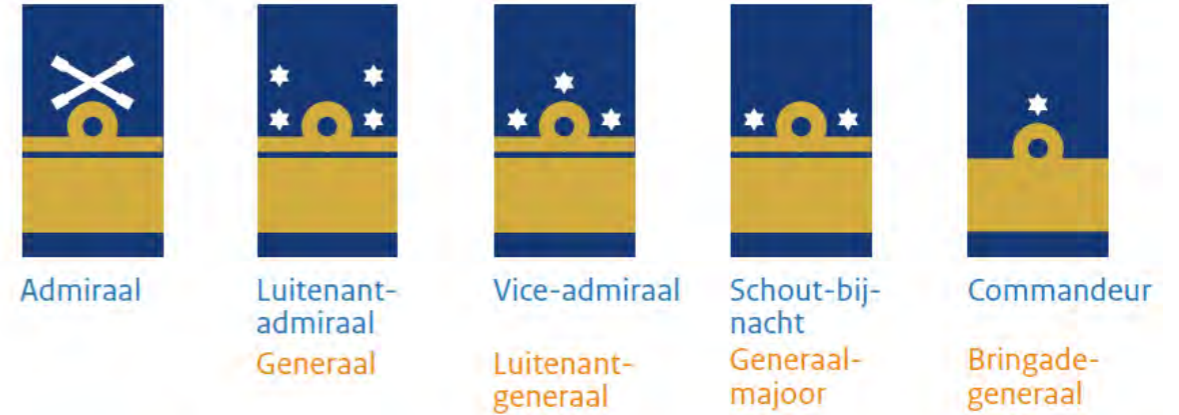 Admiraal
Luitenant-
admiraal
Generaal
Vice-admiraal
Luitenant-
generaal
Schout-bij-
nacht
Generaal-
majoor
Commandeur
Bringade-
generaal